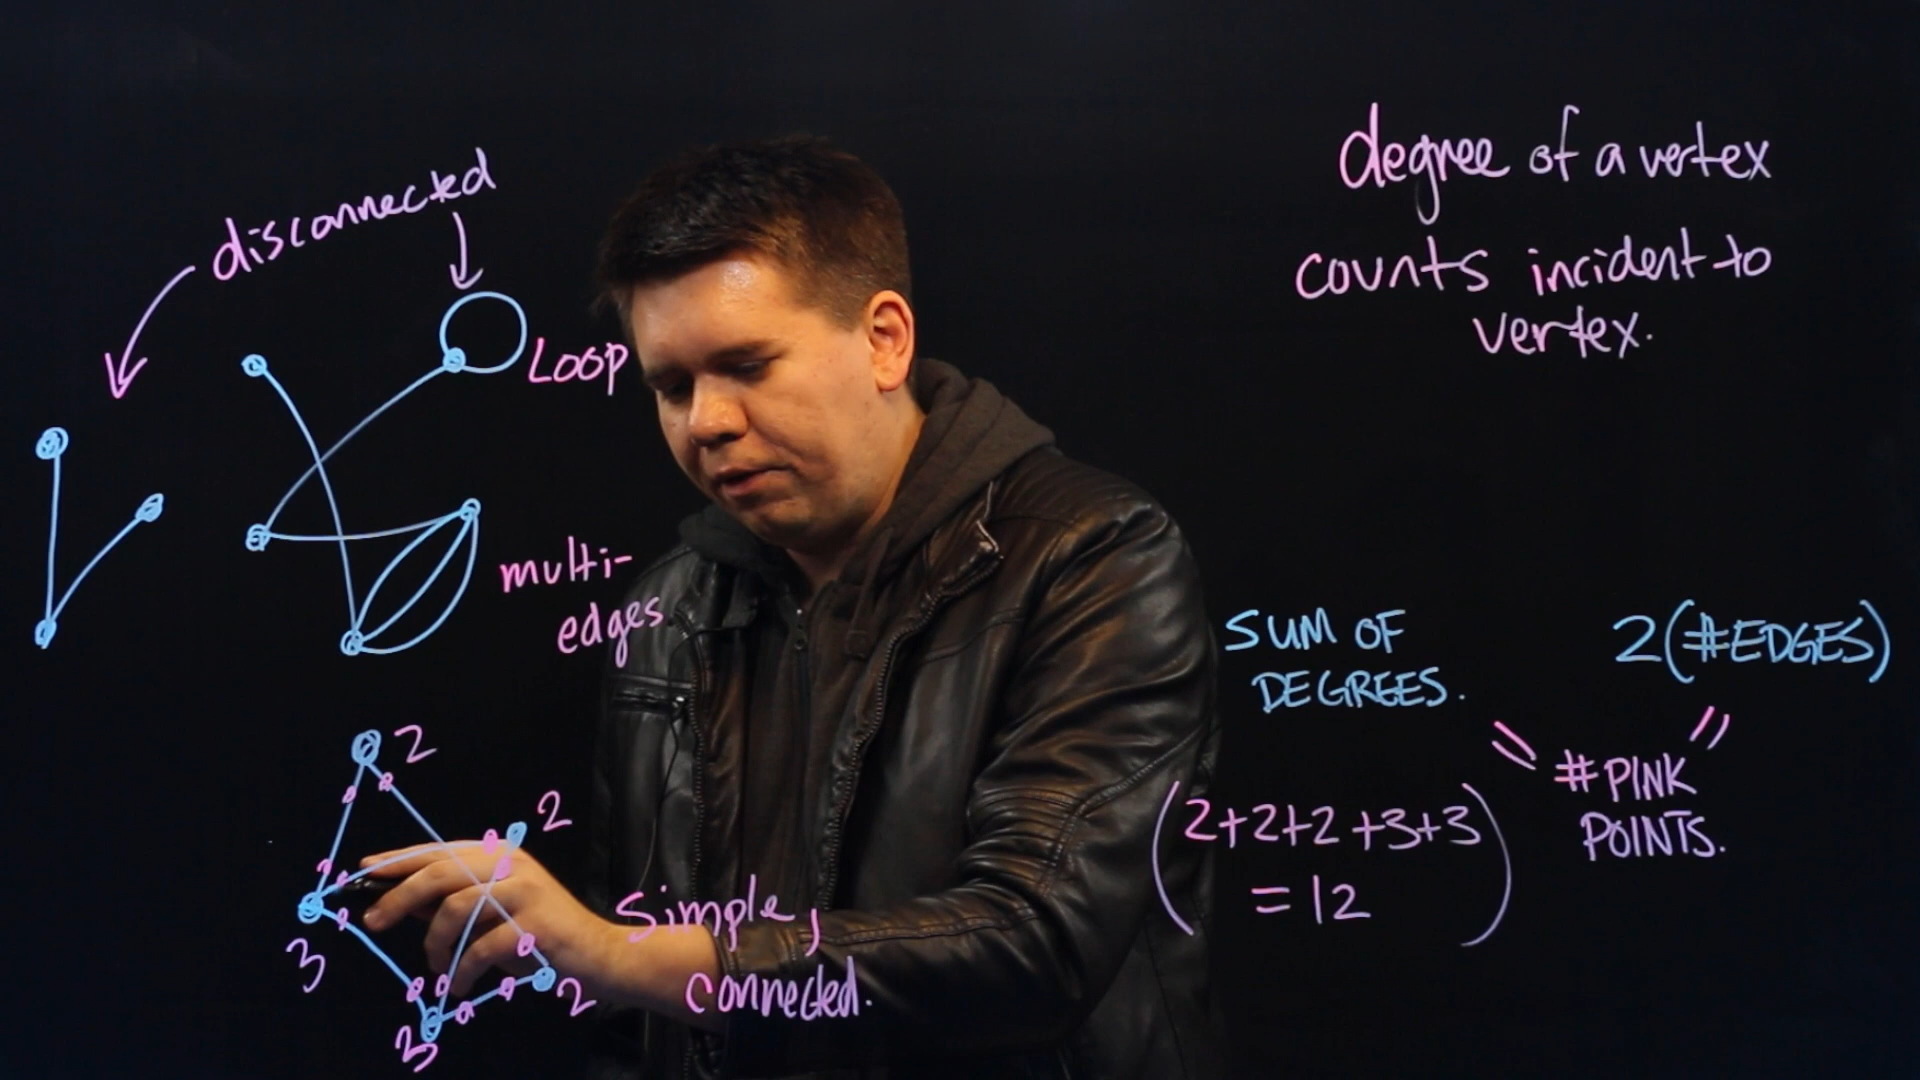 disconnected
Loop
multi-
edges
2
2
3
2
3
Simple,
connected.
degree of a vertex
counts incident to
vertex.
SUM OF
DEGREES.
2(#EDGES)
=
=
#PINK
POINTS.
(2+2+2+3+3
= 12)